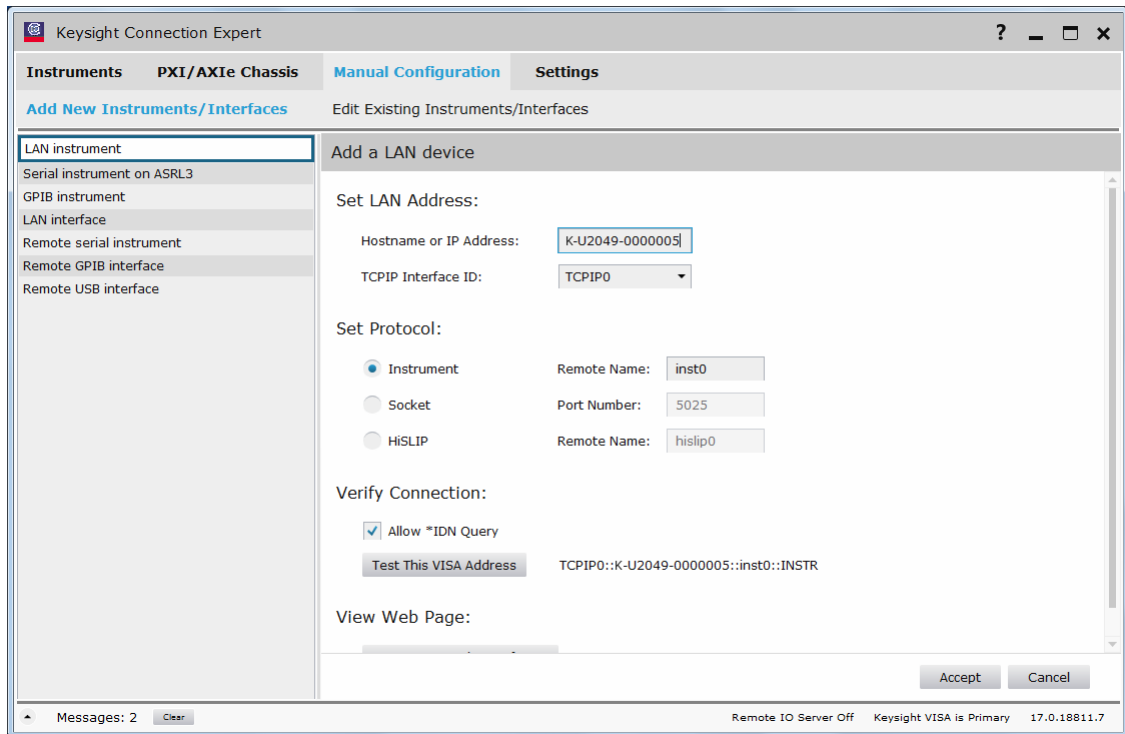 Keysight Connection Expert
Instruments PXI/AXIe Chassis Manual Configuration Settings
Add New Instruments/Interfaces Edit Existing Instruments/Interfaces
LAN instrument
Serial instrument on ASRL3
GPIB instrument
LAN interface
Remote serial instrument
Remote GPIB interface
Remote USB interface
Add a LAN device
Set LAN Address:
Hostname or IP Address: K-U2049-0000005
TCPIP Interface ID: TCPIP0
Set Protocol:
Instrument Remote Name: inst0
Socket Port Number: 5025
HiSLIP Remote Name: hislip0
Verify Connection:
Allow *IDN Query
Test This VISA Address TCPIP0::K-U2049-0000005::inst0::INSTR
View Web Page:
Accept Cancel
Messages: 2 Clear Remote IO Server Off Keysight VISA is Primary 17.0.18811.7